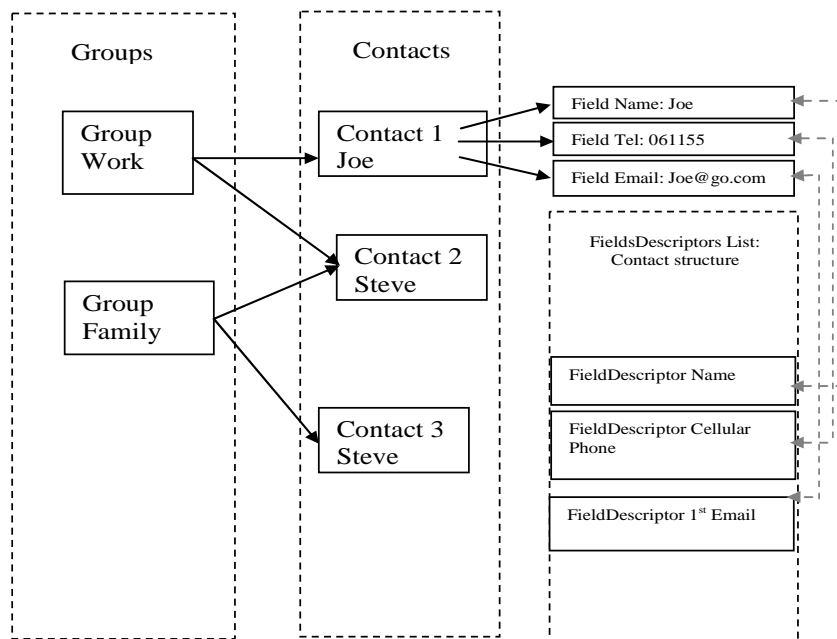 Groups
Contacts
Group
Work
Group
Family
Contact 1
Joe
Contact 2
Steve
Contact 3
Steve
Field Name: Joe
Field Tel: 061155
Field Email: Joe@go.com
FieldsDescriptors List:
Contact structure
FieldDescriptor Name
FieldDescriptor Cellular
Phone
FieldDescriptor 1st Email